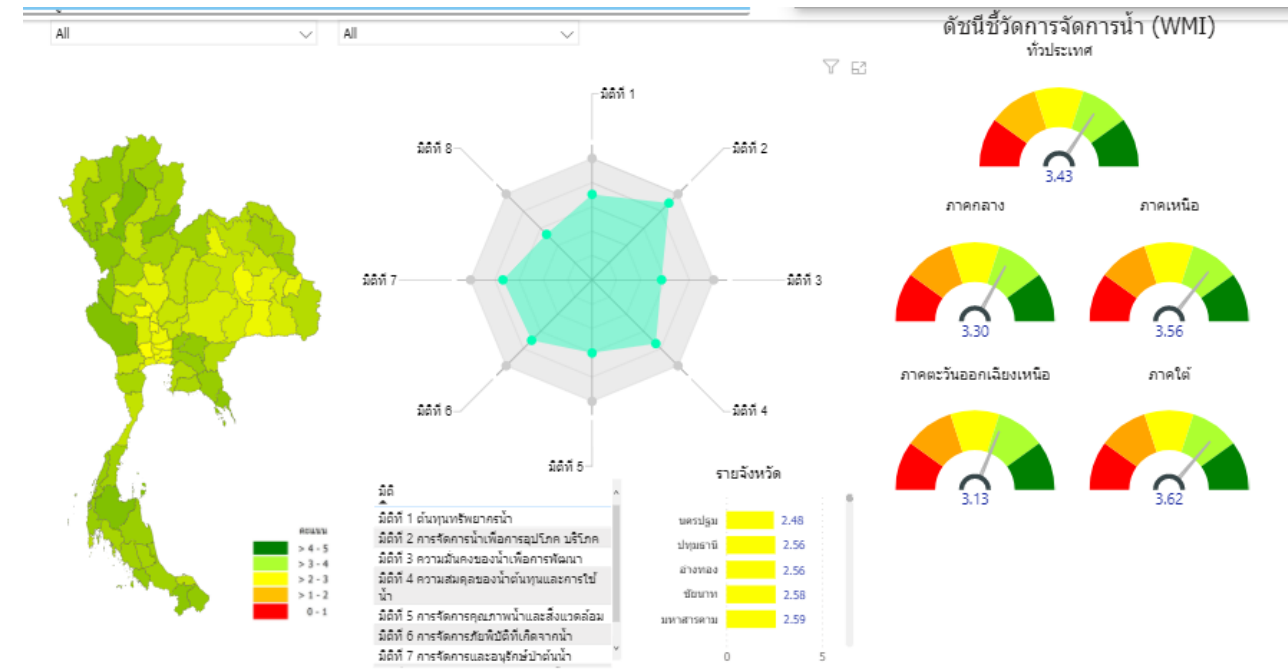 All
All
ดัชนีชี้วัดการจัดการน้ำ (WMI)
ทั่วประเทศ
3.43
ภาคกลาง
ภาคเหนือ
3.30
3.56
ภาคตะวันออกเฉียงเหนือ
ภาคใต้
3.13
3.62
มิติที่ 1
มิติที่ 2
มิติที่ 3
มิติที่ 4
มิติที่ 5
มิติที่ 6
มิติที่ 7
มิติที่ 8
คะแนน
> 4 - 5
> 3 - 4
> 2 - 3
> 1 - 2
0 - 1
มิติ
มิติที่ 1 ต้นทุนทรัพยากรน้ำ
มิติที่ 2 การจัดการน้ำเพื่อการอุปโภค บริโภค
มิติที่ 3 ความมั่นคงของน้ำเพื่อการพัฒนา
มิติที่ 4 ความสมดุลของน้ำต้นทุนและการใช้
น้ำ
มิติที่ 5 การจัดการคุณภาพน้ำและสิ่งแวดล้อม
มิติที่ 6 การจัดการภัยพิบัติที่เกิดจากน้ำ
มิติที่ 7 การจัดการและอนุรักษ์ป่าต้นน้ำ
รายจังหวัด
นครปฐม 2.48
ปทุมธานี 2.56
อ่างทอง 2.56
ชัยนาท 2.58
มหาสารคาม 2.59
0 5